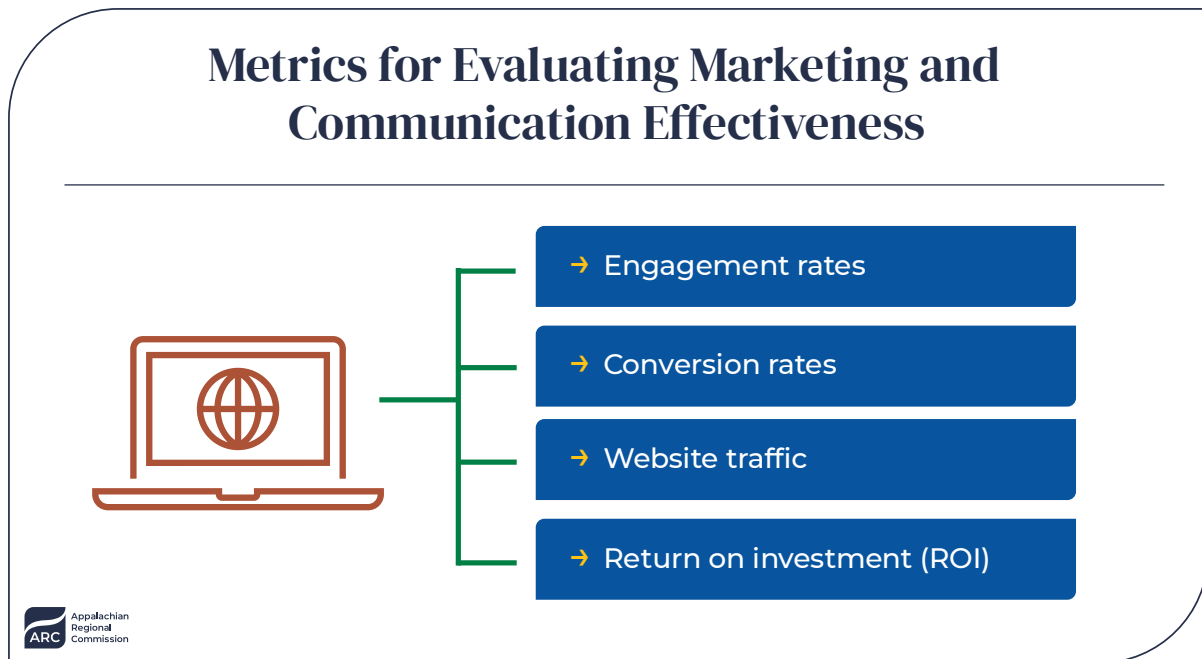 Metrics for Evaluating Marketing and
Communication Effectiveness
→ Engagement rates
→ Conversion rates
→ Website traffic
→ Return on investment (ROI)
ARC
Appalachian
Regional
Commission